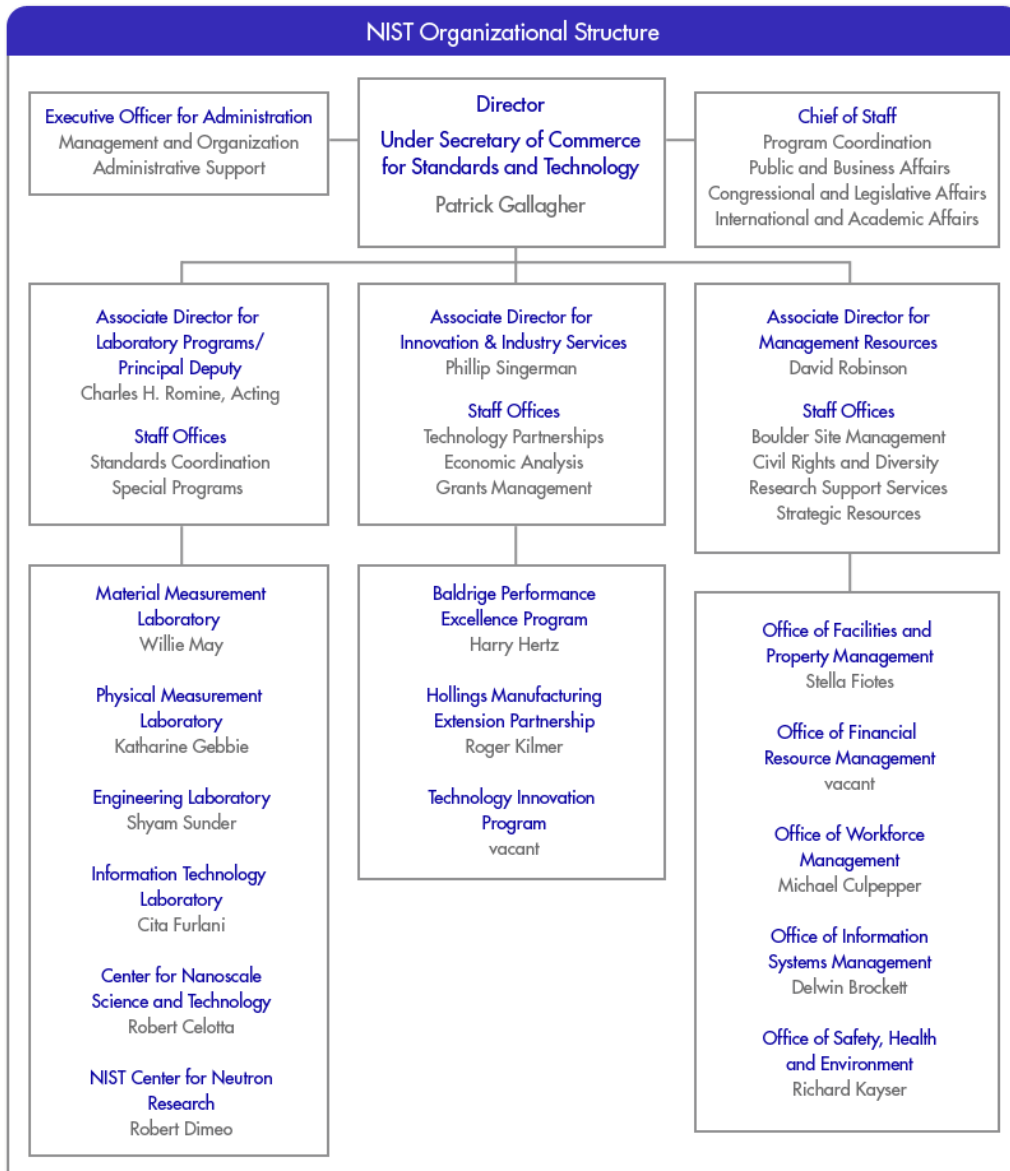 NIST Organizational Structure
Executive Officer for Administration
Management and Organization
Administrative Support
Director
Under Secretary of Commerce
for Standards and Technology
Patrick Gallagher
Chief of Staff
Program Coordination
Public and Business Affairs
Congressional and Legislative Affairs
International and Academic Affairs
Associate Director for
Laboratory Programs/
Principal Deputy
Charles H. Romine, Acting
Staff Offices
Standards Coordination
Special Programs
Associate Director for
Innovation & Industry Services
Phillip Singerman
Staff Offices
Technology Partnerships
Economic Analysis
Grants Management
Associate Director for
Management Resources
David Robinson
Staff Offices
Boulder Site Management
Civil Rights and Diversity
Research Support Services
Strategic Resources
Material Measurement
Laboratory
Willie May
Physical Measurement
Laboratory
Katharine Gebbie
Engineering Laboratory
Shyam Sunder
Information Technology
Laboratory
Cita Furlani
Center for Nanoscale
Science and Technology
Robert Celotta
NIST Center for Neutron
Research
Robert Dimeo
Baldrige Performance
Excellence Program
Harry Hertz
Hollings Manufacturing
Extension Partnership
Roger Kilmer
Technology Innovation
Program
vacant
Office of Facilities and
Property Management
Stella Fiotes
Office of Financial
Resource Management
vacant
Office of Workforce
Management
Michael Culpepper
Office of Information
Systems Management
Delwin Brockett
Office of Safety, Health
and Environment
Richard Kayser